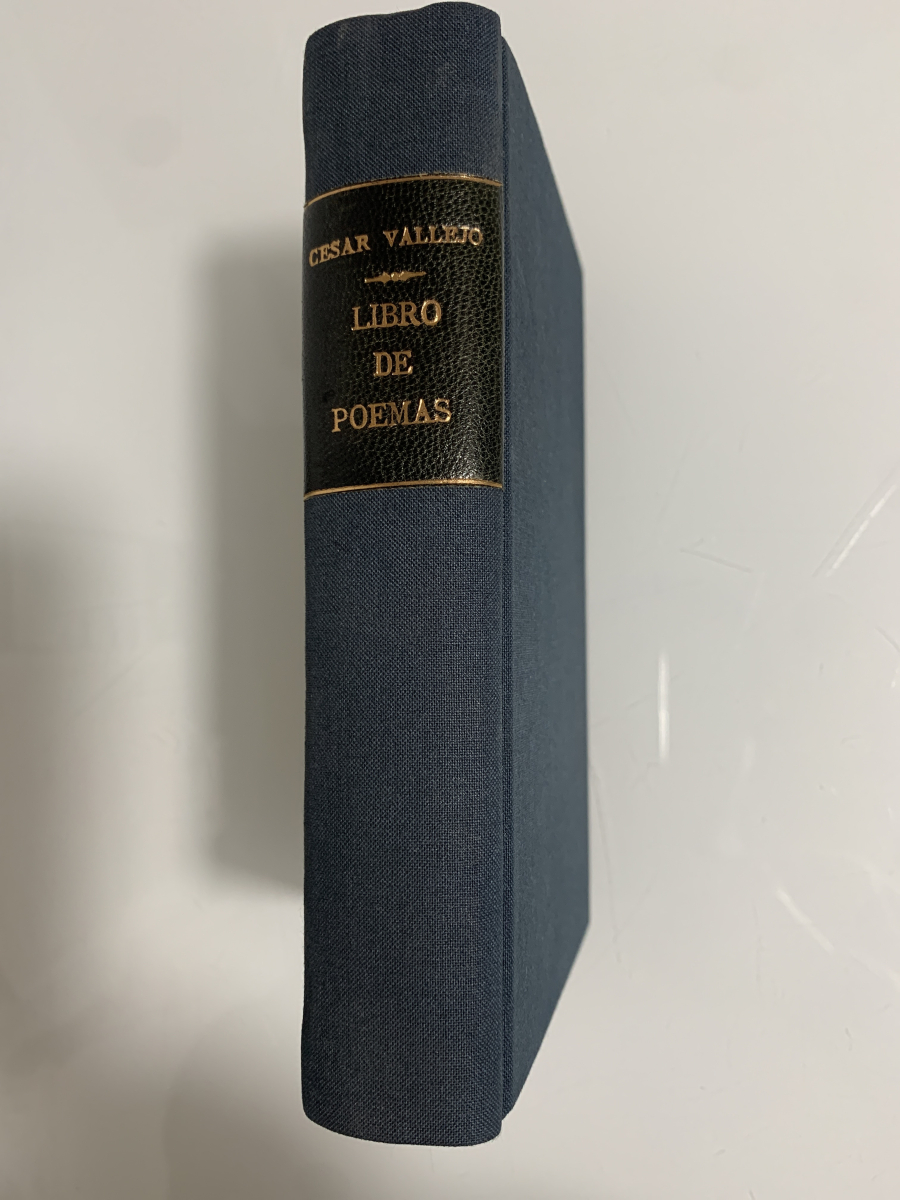 CESAR VALLEJO
LIBRO
DE
POEMAS